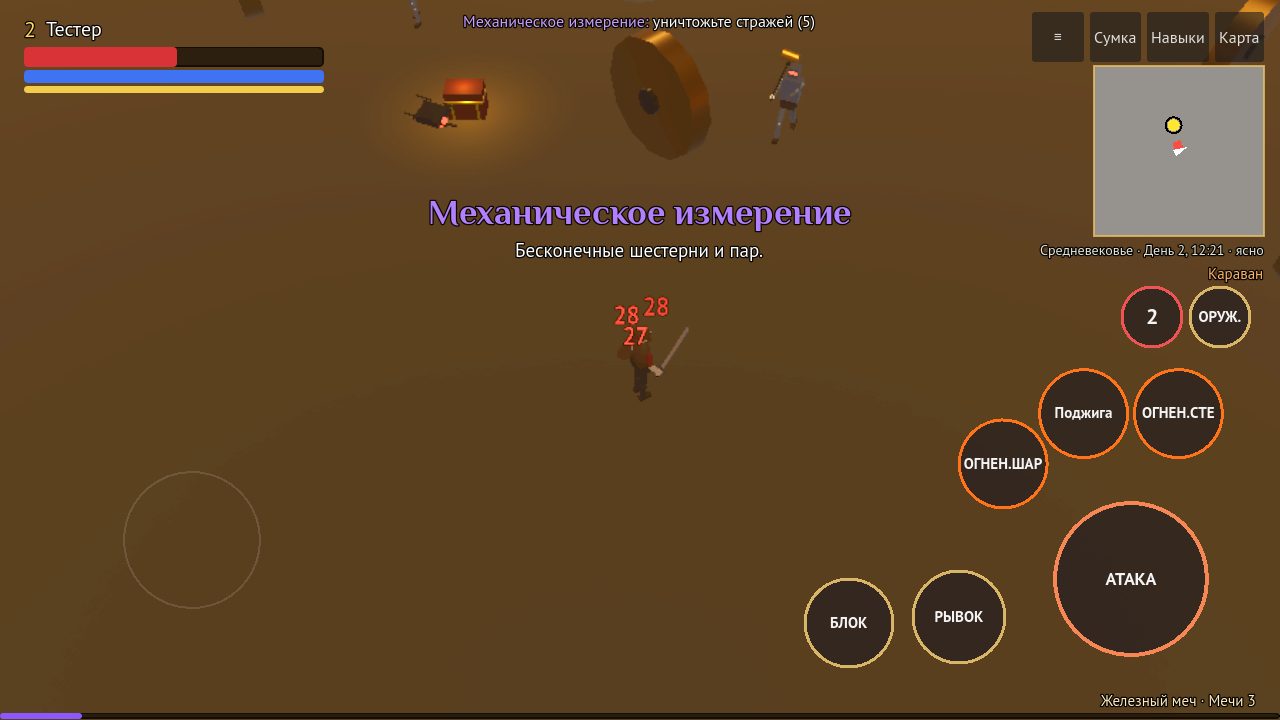 2 Тестер
Механическое измерение: уничтожьте стражей (5)
≡ Сумка Навыки Карта
Механическое измерение
Бесконечные шестерни и пар.
Средневековье · День 2, 12:21 · ясно
Караван
28 28
27
2 ОРУЖ.
Поджига ОГНЕН.СТЕ
ОГНЕН.ШАР
АТАКА
БЛОК РЫВОК
Железный меч · Мечи 3